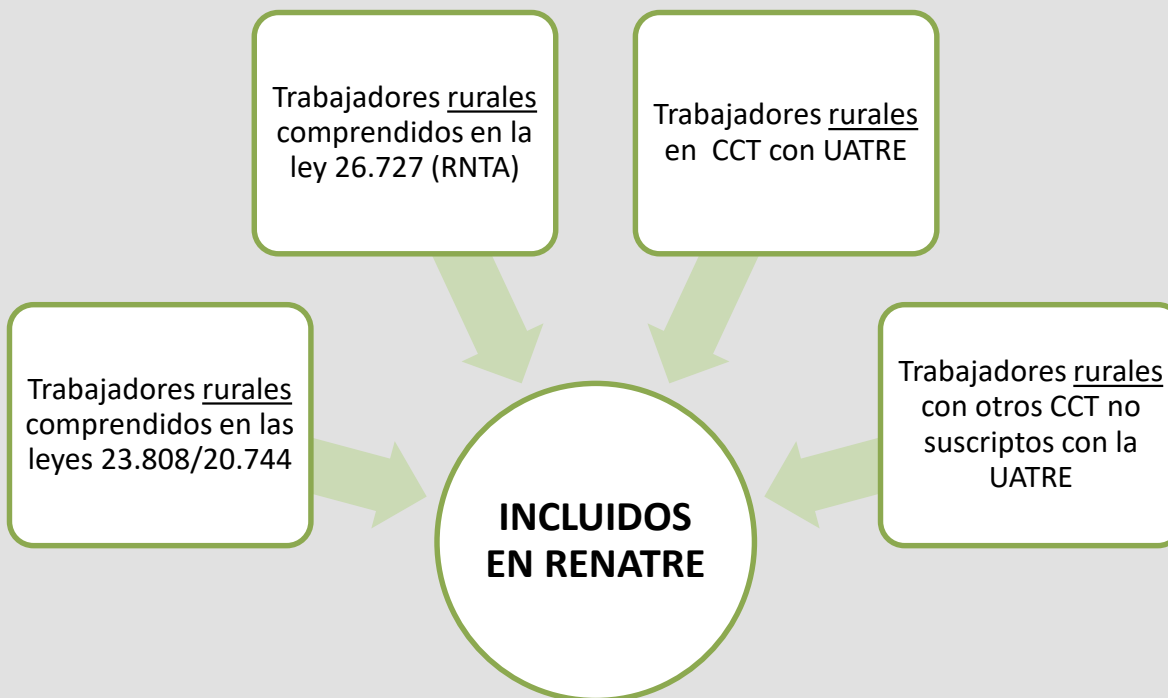 Trabajadores rurales
comprendidos en la
ley 26.727 (RNTA)
Trabajadores rurales
en CCT con UATRE
Trabajadores rurales
comprendidos en las
leyes 23.808/20.744
Trabajadores rurales
con otros CCT no
suscriptos con la
UATRE
INCLUIDOS
EN RENATRE